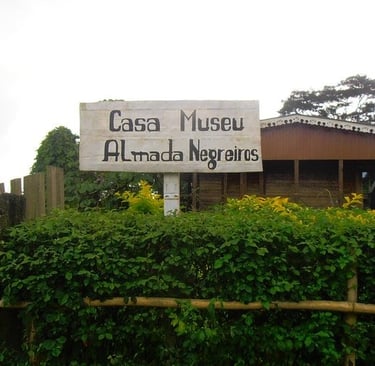 Casa Museu
Almada Negreiros